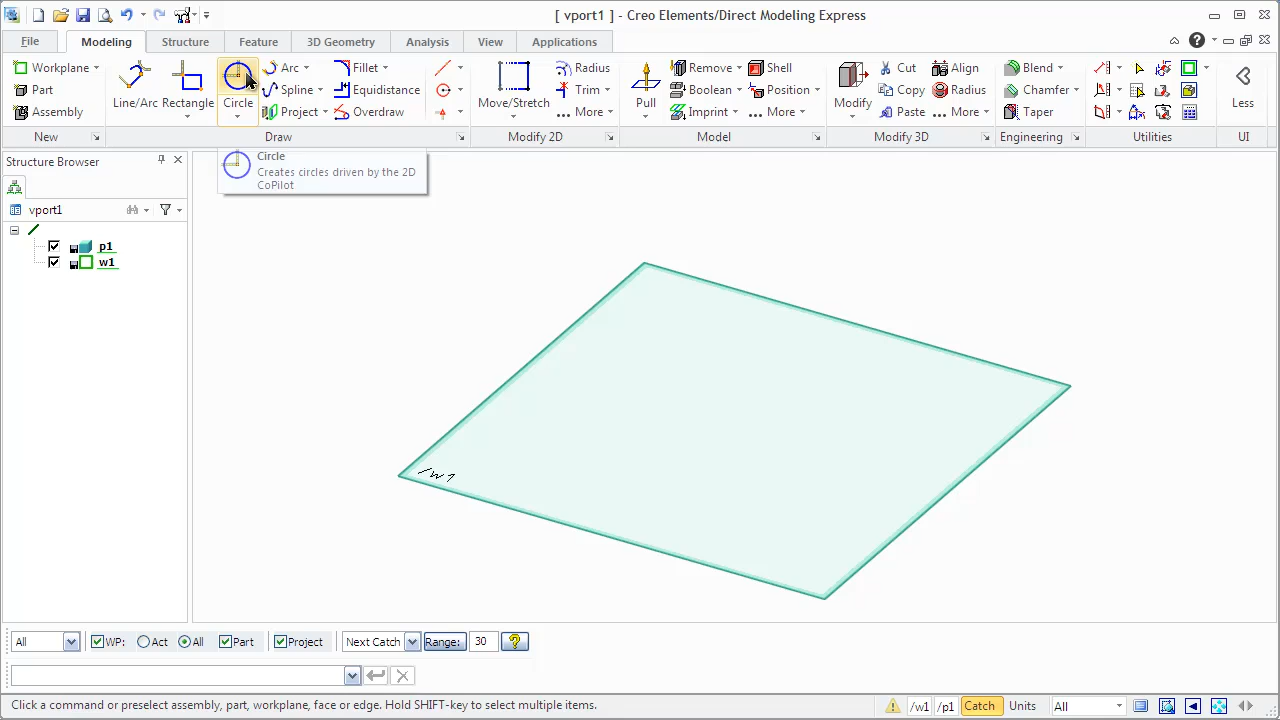 [ vport1 ] - Creo Elements/Direct Modeling Express
File Modeling Structure Feature 3D Geometry Analysis View Applications
Workplane Arc Fillet Radius Remove Shell Cut Align Blend
Line/Arc Rectangle Circle Spline Equidistance Move/Stretch Trim Pull Boolean Position Modify Copy Radius Chamfer Less
Part
Assembly Project Overdraw ... More Imprint ... More Paste ... More Taper
New Draw Modify 2D Model Modify 3D Engineering Utilities UI
Structure Browser
Circle
Creates circles driven by the 2D
CoPilot
vport1
p1
w1
/w1
All WP: Act All Part Project Next Catch Range: 30
Click a command or preselect assembly, part, workplane, face or edge. Hold SHIFT-key to select multiple items. /w1 /p1 Catch Units All